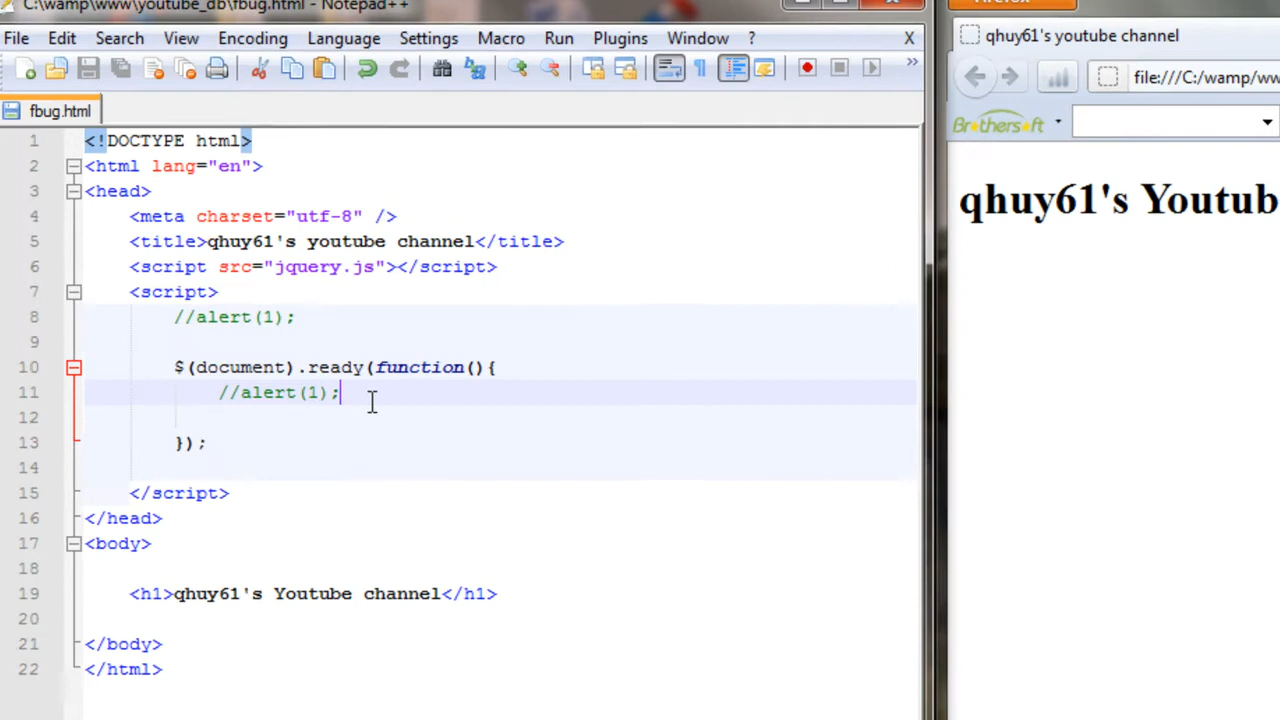 C:\wamp\www\youtube_db\fbug.html - Notepad++
File Edit Search View Encoding Language Settings Macro Run Plugins Window ? X
fbug.html
1 <!DOCTYPE html>
2 <html lang="en">
3 <head>
4 <meta charset="utf-8" />
5 <title>qhuy61's youtube channel</title>
6 <script src="jquery.js"></script>
7 <script>
8 //alert(1);
9
10 $(document).ready(function(){
11 //alert(1);
12
13 });
14
15 </script>
16 </head>
17 <body>
18
19 <h1>qhuy61's Youtube channel</h1>
20
21 </body>
22 </html>
Firefox
qhuy61's youtube channel
file:///C:/wamp/ww
Brothersoft
qhuy61's Youtub